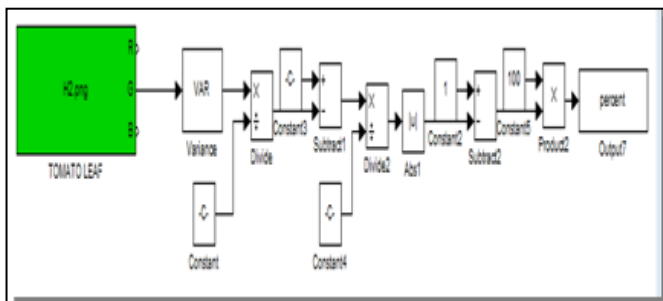 R
H2.png
G
B
TOMATO LEAF
VAR
Variance
-C-
Constant
×
÷
Divide
-C-
Constant3
+
-
Subtract1
-C-
Constant4
×
÷
Divide2
|u|
Abs1
1
Constant2
+
-
Subtract2
100
Constant5
×
Product2
percent
Output7